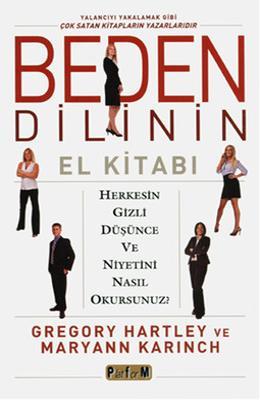 YALANCIYI YAKALAMAK GİBİ
ÇOK SATAN KİTAPLARIN YAZARLARIDIR
BEDEN
DİLİNİN
EL KİTABI
HERKESİN
GİZLİ
DÜŞÜNCE
VE
NİYETİNİ
NASIL
OKURSUNUZ?
GREGORY HARTLEY VE
MARYANN KARINCH
PlatForM